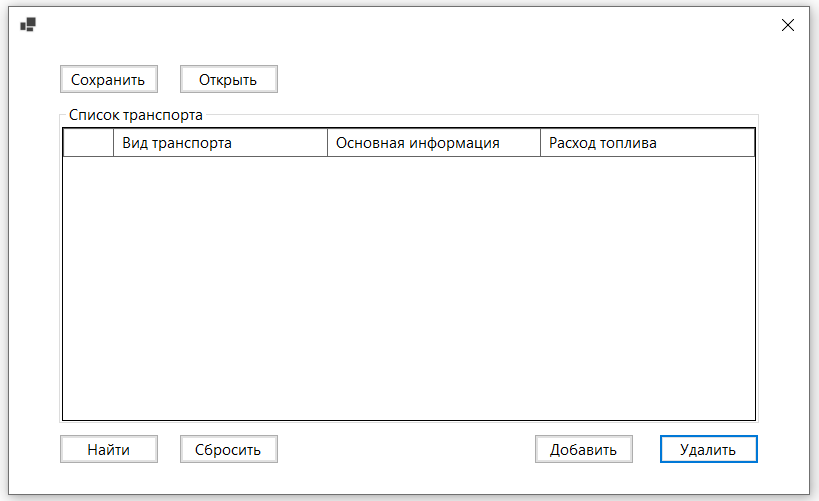 Сохранить Открыть
Список транспорта
Вид транспорта Основная информация Расход топлива
Найти Сбросить Добавить Удалить